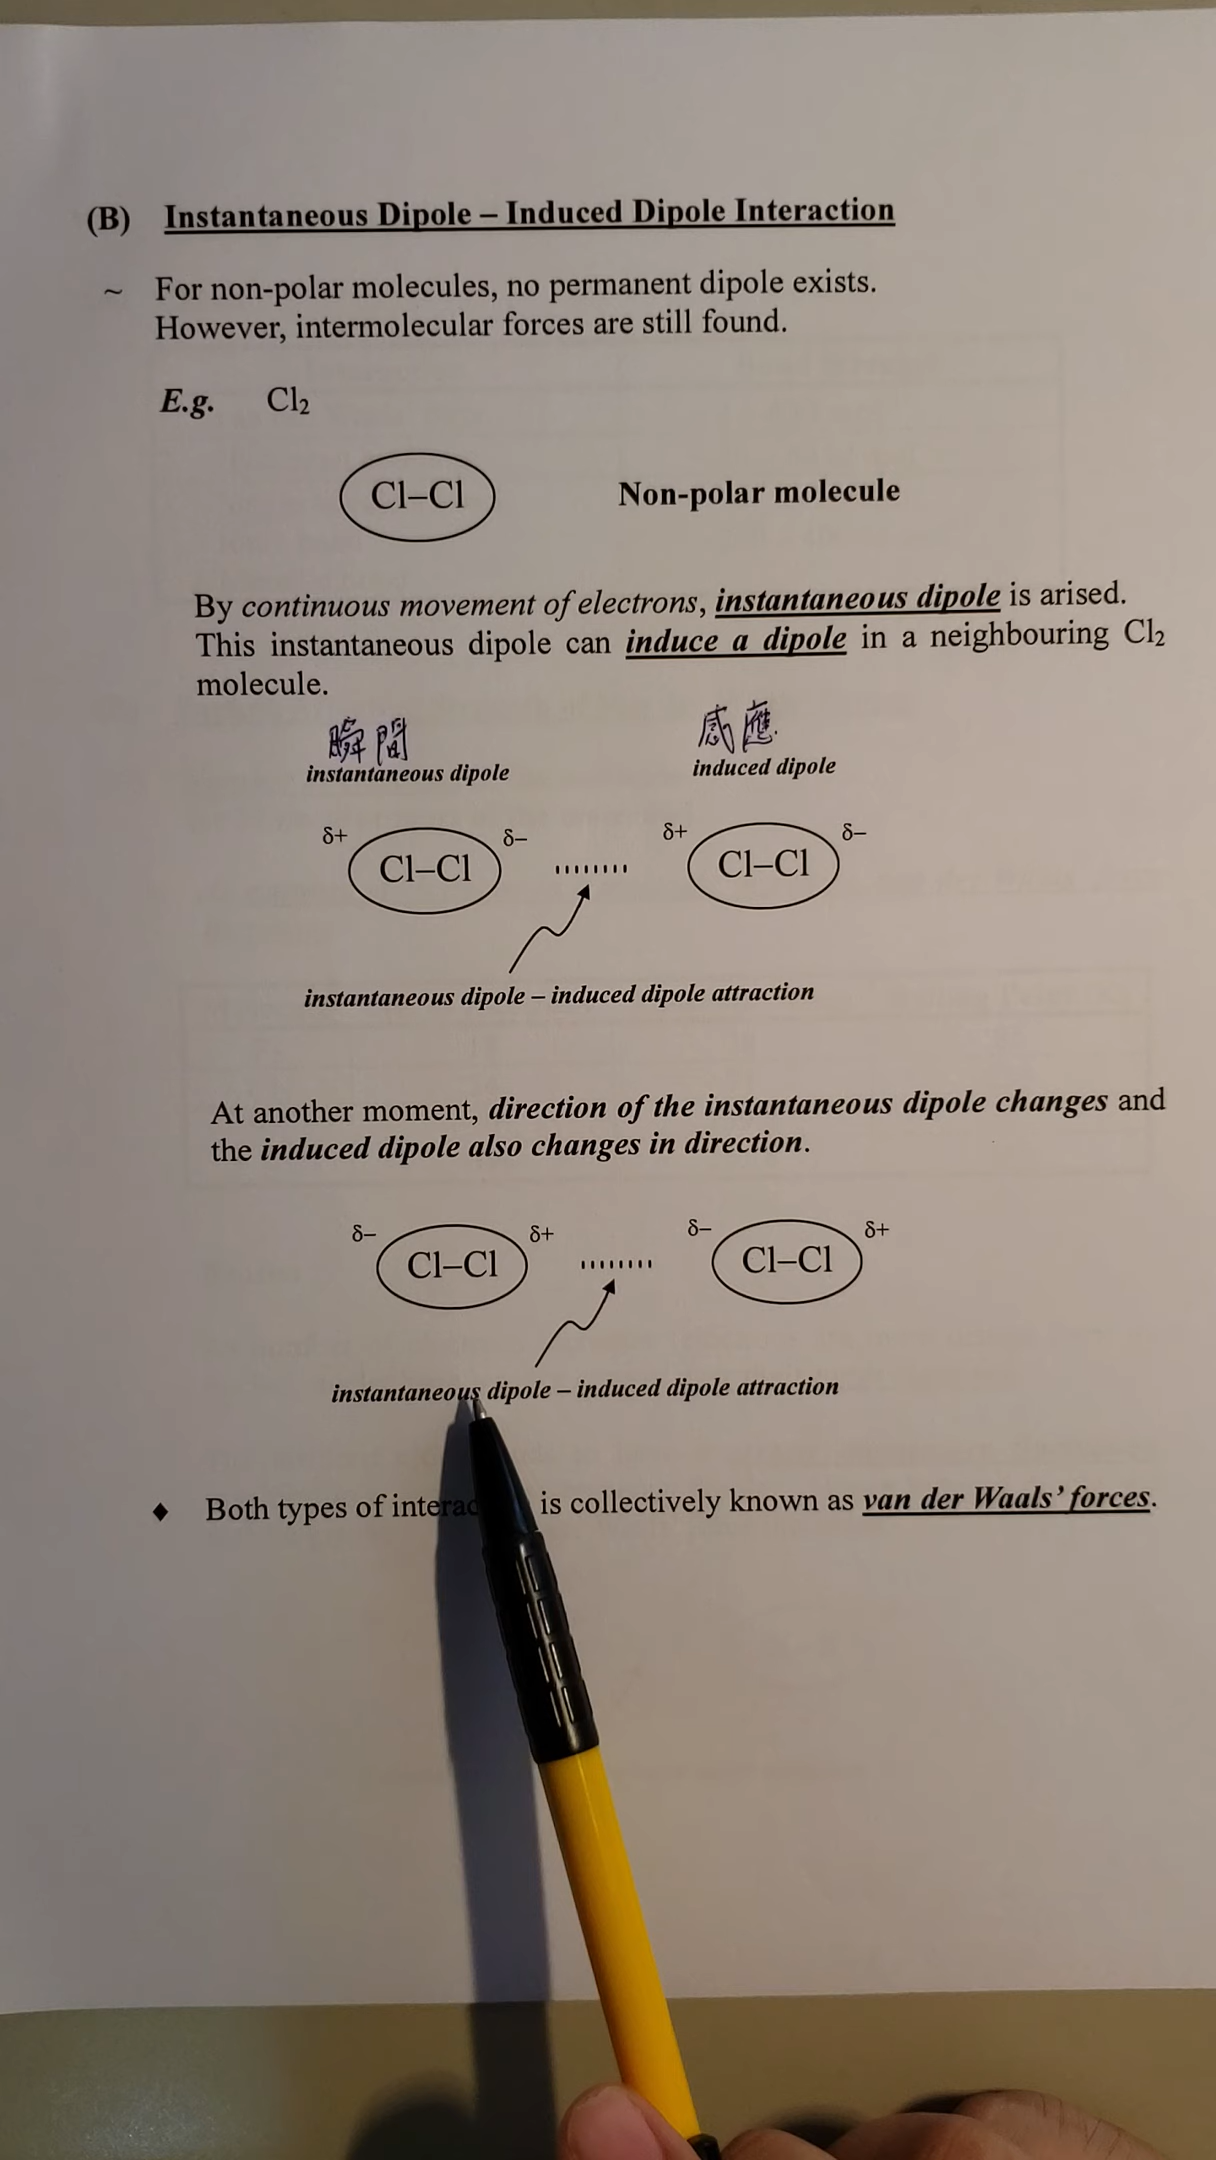 (B) Instantaneous Dipole – Induced Dipole Interaction
~ For non-polar molecules, no permanent dipole exists.
However, intermolecular forces are still found.
E.g. Cl₂
Cl–Cl Non-polar molecule
By continuous movement of electrons, instantaneous dipole is arised.
This instantaneous dipole can induce a dipole in a neighbouring Cl₂
molecule.
瞬間 感應
instantaneous dipole induced dipole
δ+ Cl–Cl δ– ........ δ+ Cl–Cl δ–
instantaneous dipole – induced dipole attraction
At another moment, direction of the instantaneous dipole changes and
the induced dipole also changes in direction.
δ– Cl–Cl δ+ ........ δ– Cl–Cl δ+
instantaneous dipole – induced dipole attraction
♦ Both types of interac is collectively known as van der Waals' forces.